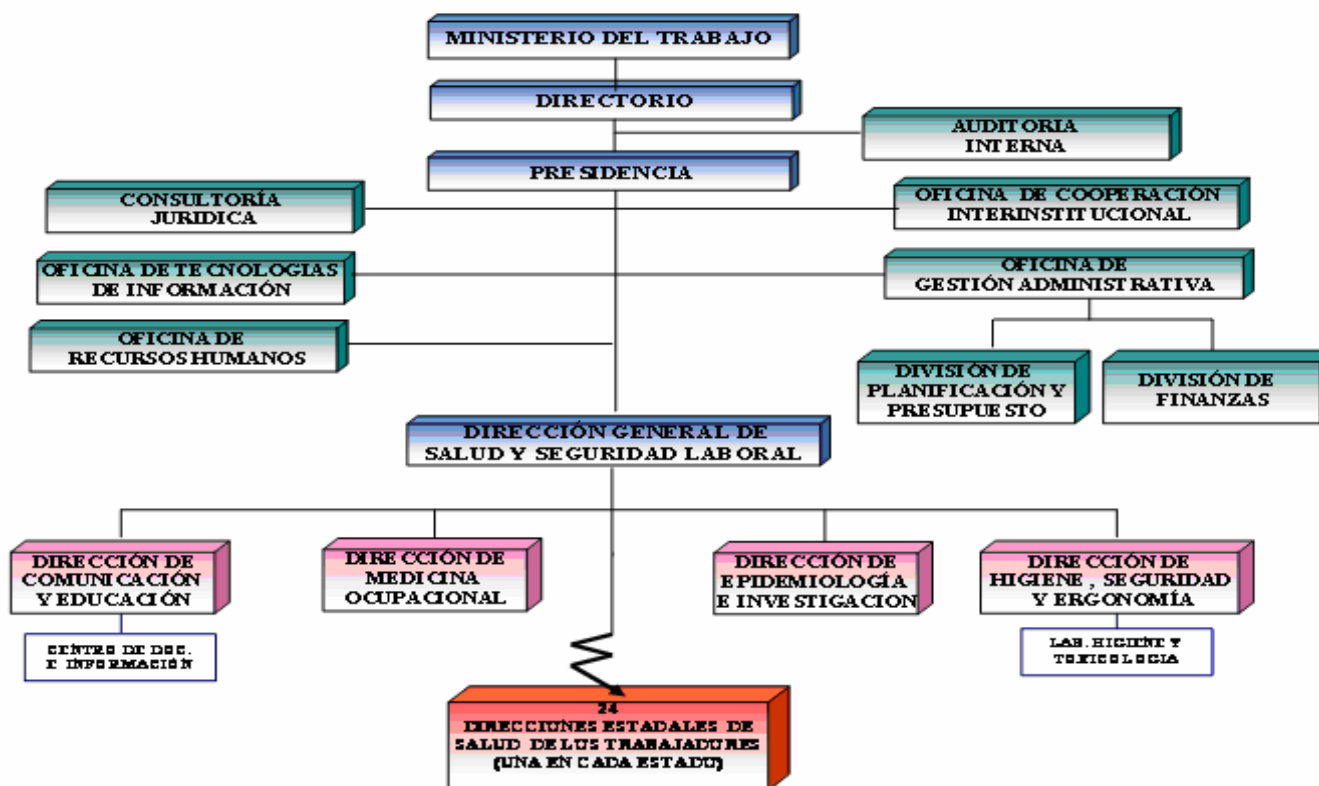 MINISTERIO DEL TRABAJO
DIRECTORIO
AUDITORIA
INTERNA
PRESIDENCIA
CONSULTORÍA
JURIDICA
OFICINA DE COOPERACIÓN
INTERINSTITUCIONAL
OFICINA DE TECNOLOGIAS
DE INFORMACIÓN
OFICINA DE
GESTIÓN ADMINISTRATIVA
OFICINA DE
RECURSOS HUMANOS
DIVISIÓN DE
PLANIFICACIÓN Y
PRESUPUESTO
DIVISIÓN DE
FINANZAS
DIRECCIÓN GENERAL DE
SALUD Y SEGURIDAD LABORAL
DIRECCIÓN DE
COMUNICACIÓN
Y EDUCACIÓN
DIRECCIÓN DE
MEDICINA
OCUPACIONAL
DIRECCIÓN DE
EPIDEMIOLOGÍA
E INVESTIGACION
DIRECCIÓN DE
HIGIENE, SEGURIDAD
Y ERGONOMÍA
CENTRO DE DOC.
E INFORMACIÓN
LAB. HIGIENE Y
TOXICOLOGIA
24
DIRECCIONES ESTADALES DE
SALUD DE LOS TRABAJADORES
(UNA EN CADA ESTADO)